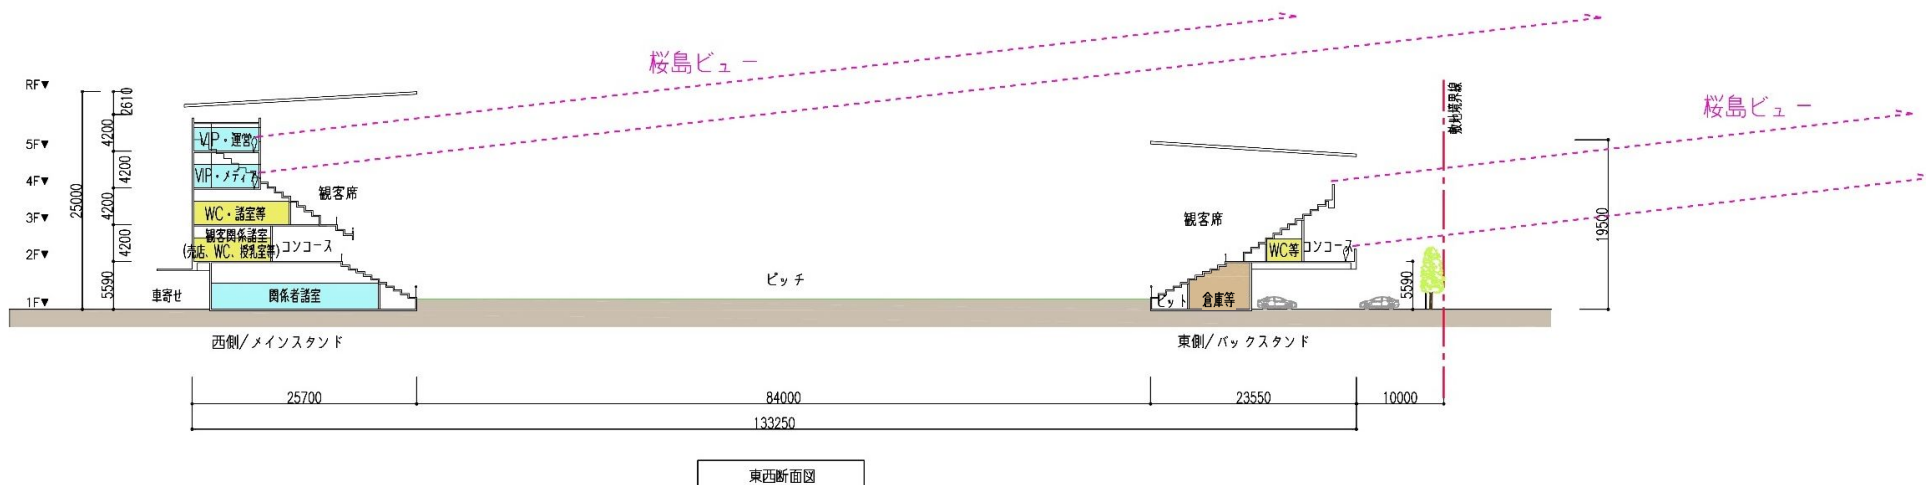 桜島ビュー
RF▼
2610
敷地境界線
桜島ビュー
4200
VIP・運営
5F▼
4200
VIP・メディア
4F▼
25000
観客席
4200
WC・諸室等
3F▼
観客席
19500
観客関係諸室
(売店、WC、授乳室等)
コンコース
4200
WC等
コンコース
2F▼
ピッチ
5590
車寄せ
関係者諸室
ピット
倉庫等
5590
1F▼
西側/メインスタンド
東側/バックスタンド
25700
84000
23550
10000
133250
東西断面図